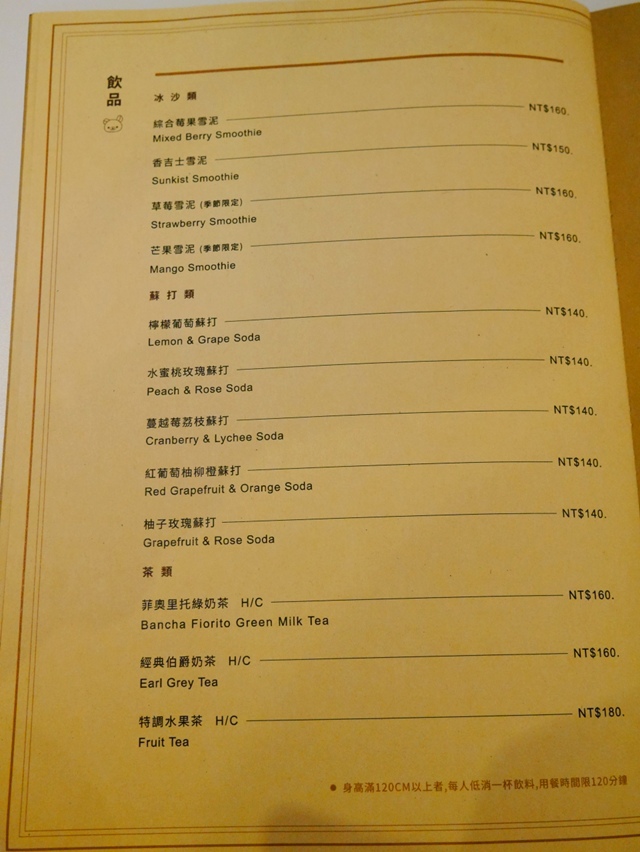 飲品
冰沙類
綜合莓果雪泥 NT$160.
Mixed Berry Smoothie
香吉士雪泥 NT$150.
Sunkist Smoothie
草莓雪泥 (季節限定) NT$160.
Strawberry Smoothie
芒果雪泥 (季節限定) NT$160.
Mango Smoothie
蘇打類
檸檬葡萄蘇打 NT$140.
Lemon & Grape Soda
水蜜桃玫瑰蘇打 NT$140.
Peach & Rose Soda
蔓越莓荔枝蘇打 NT$140.
Cranberry & Lychee Soda
紅葡萄柚柳橙蘇打 NT$140.
Red Grapefruit & Orange Soda
柚子玫瑰蘇打 NT$140.
Grapefruit & Rose Soda
茶類
菲奧里托綠奶茶 H/C NT$160.
Bancha Fiorito Green Milk Tea
經典伯爵奶茶 H/C NT$160.
Earl Grey Tea
特調水果茶 H/C NT$180.
Fruit Tea
● 身高滿120CM以上者,每人低消一杯飲料,用餐時間限120分鐘